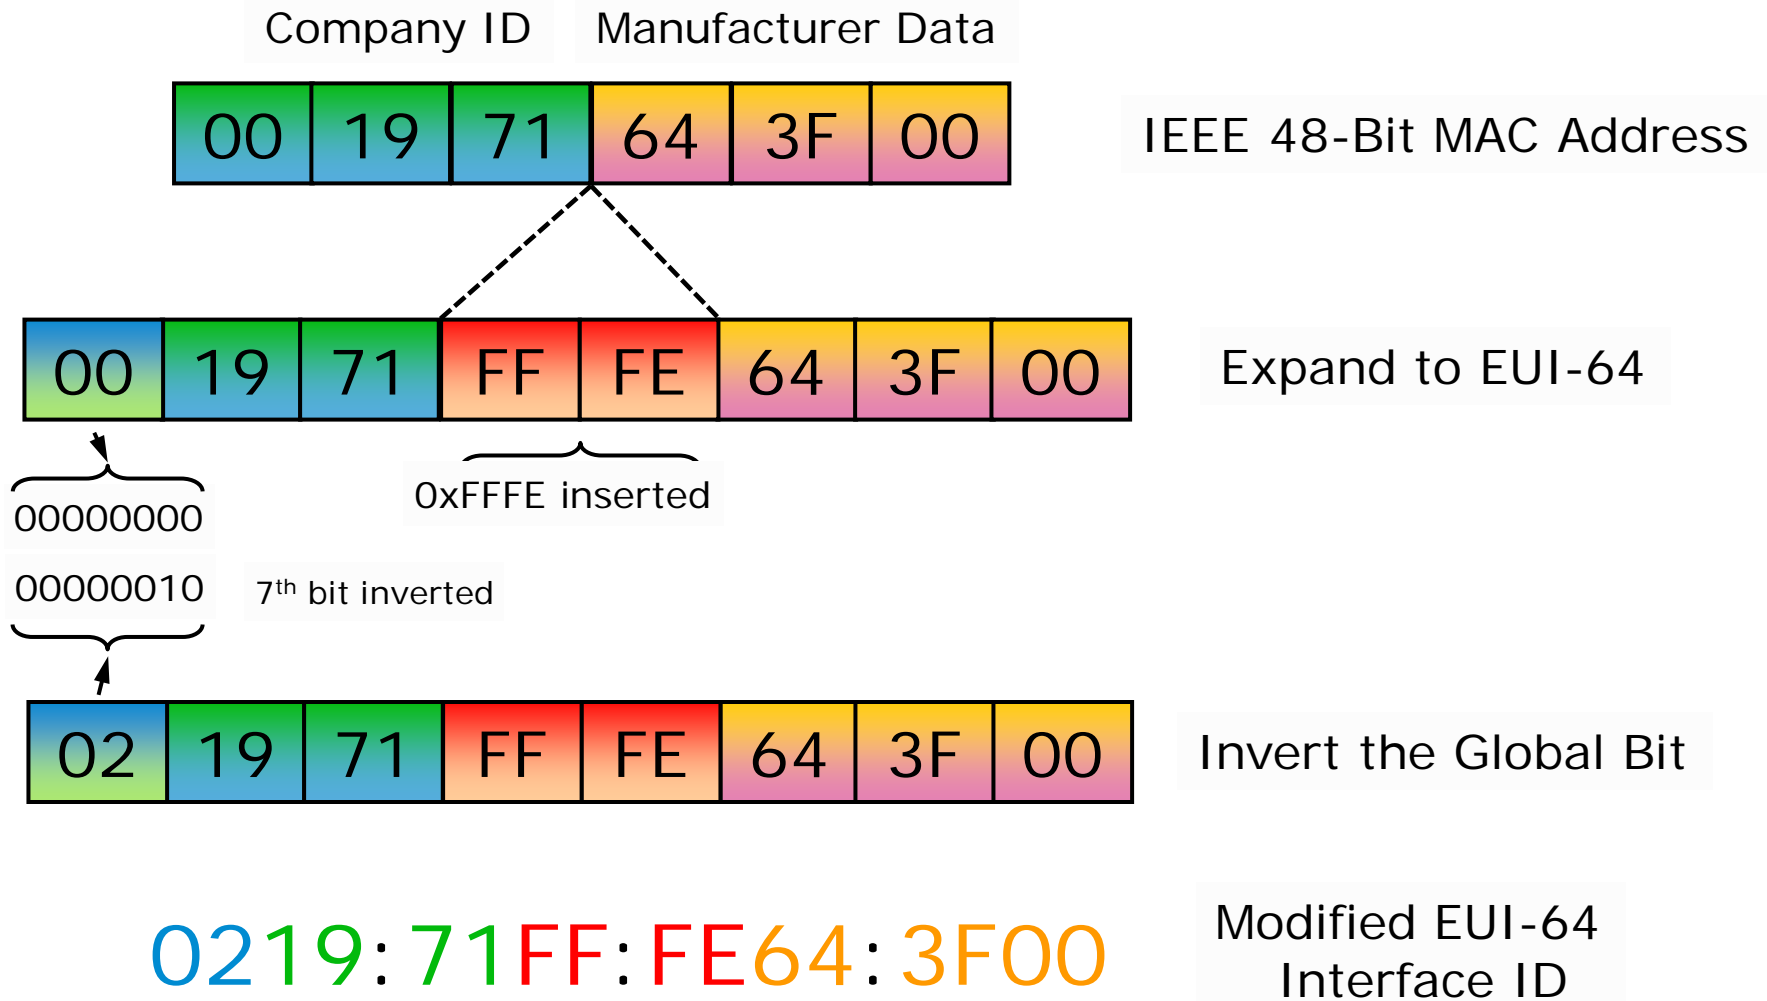 Company ID Manufacturer Data
00 19 71 64 3F 00 IEEE 48-Bit MAC Address
00 19 71 FF FE 64 3F 00 Expand to EUI-64
0xFFFE inserted
00000000
00000010 7th bit inverted
02 19 71 FF FE 64 3F 00 Invert the Global Bit
0219:71FF:FE64:3F00
Modified EUI-64
Interface ID